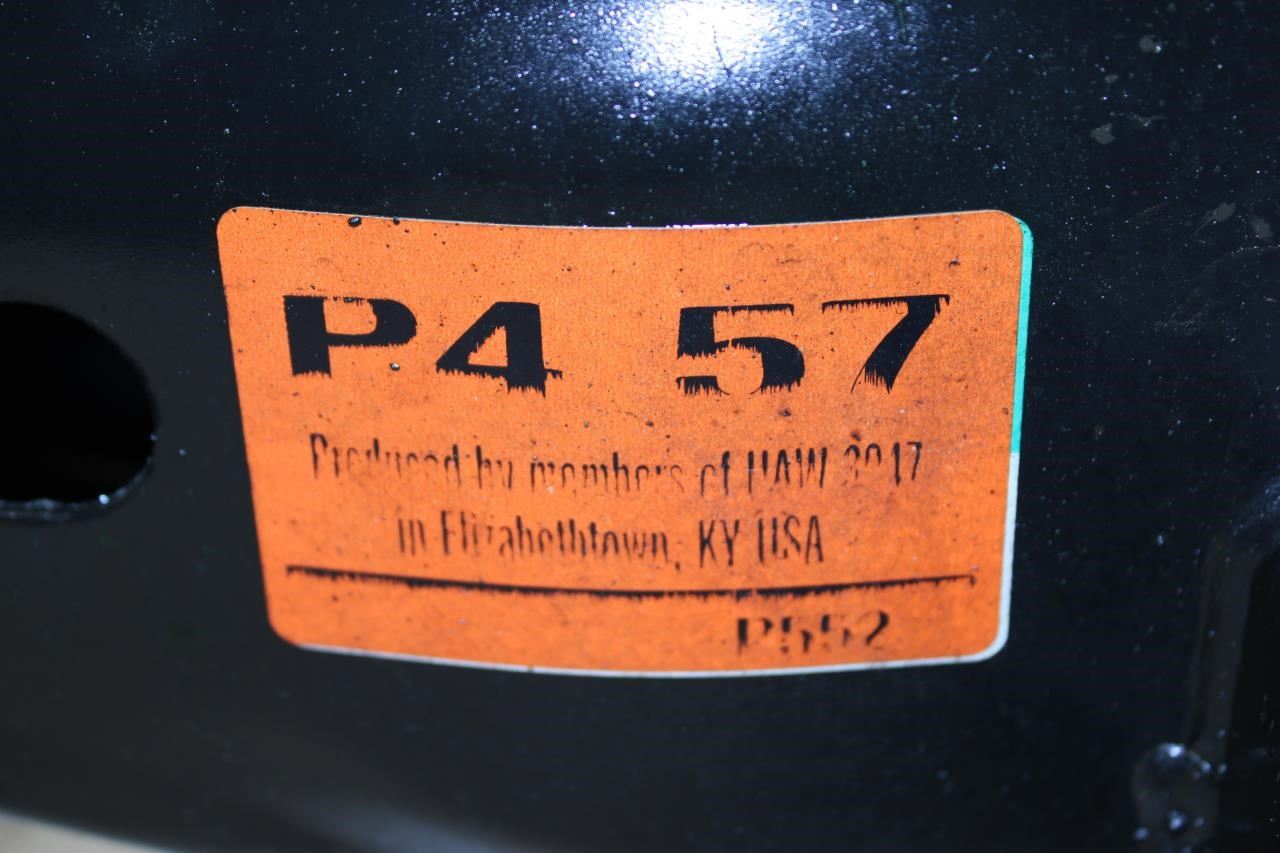 P4 57
Produced by members of UAW 3047
in Elizabethtown, KY USA
P552